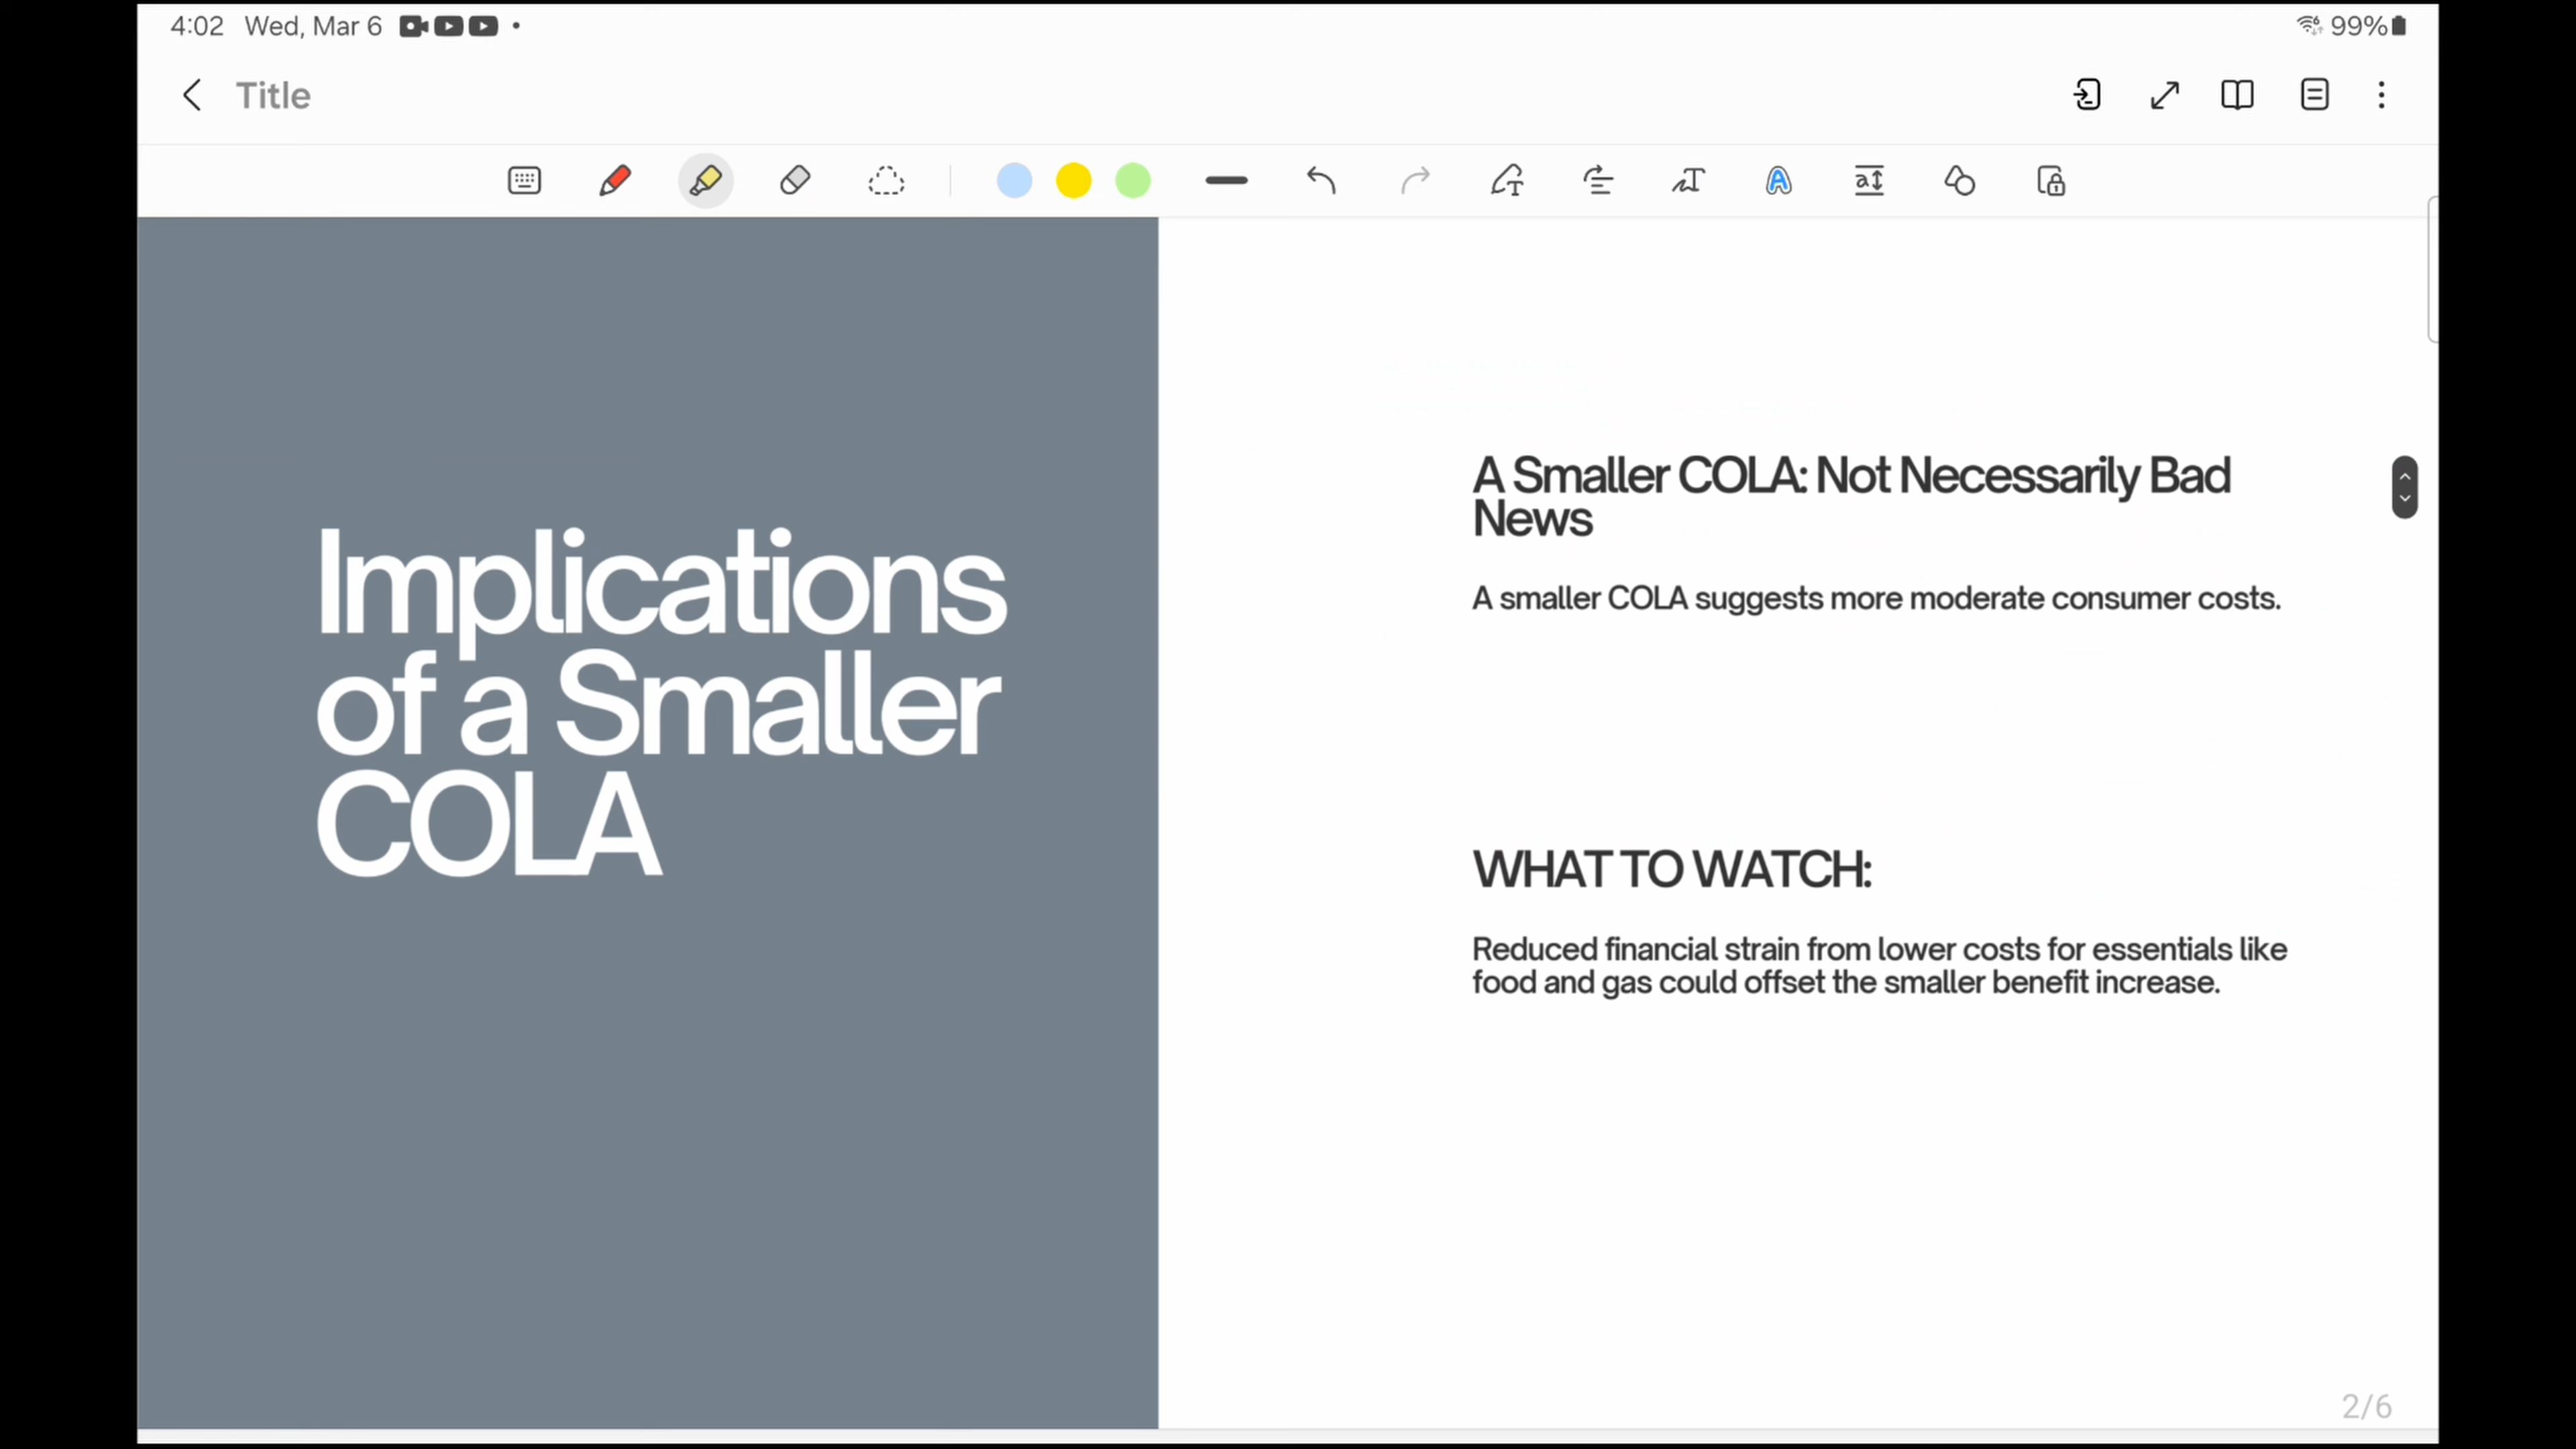 4:02 Wed, Mar 6
99%
Title
Implications
of a Smaller
COLA
A Smaller COLA: Not Necessarily Bad
News
A smaller COLA suggests more moderate consumer costs.
WHAT TO WATCH:
Reduced financial strain from lower costs for essentials like
food and gas could offset the smaller benefit increase.
2/6